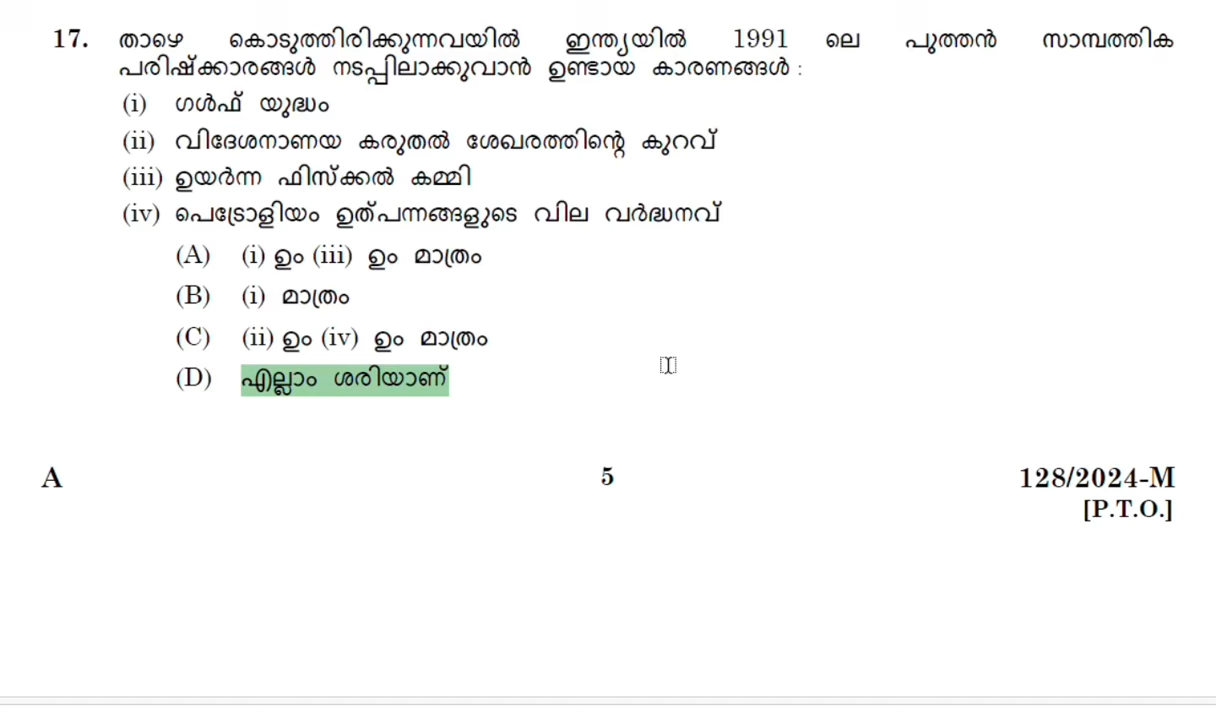 17. താഴെ കൊടുത്തിരിക്കുന്നവയിൽ ഇന്ത്യയിൽ 1991 ലെ പുത്തൻ സാമ്പത്തിക
പരിഷ്ക്കാരങ്ങൾ നടപ്പിലാക്കുവാൻ ഉണ്ടായ കാരണങ്ങൾ :
(i) ഗൾഫ് യുദ്ധം
(ii) വിദേശനാണയ കരുതൽ ശേഖരത്തിന്റെ കുറവ്
(iii) ഉയർന്ന ഫിസ്ക്കൽ കമ്മി
(iv) പെട്രോളിയം ഉത്പന്നങ്ങളുടെ വില വർദ്ധനവ്
(A) (i) ഉം (iii) ഉം മാത്രം
(B) (i) മാത്രം
(C) (ii) ഉം (iv) ഉം മാത്രം
(D) എല്ലാം ശരിയാണ്
A 5 128/2024-M
[P.T.O.]